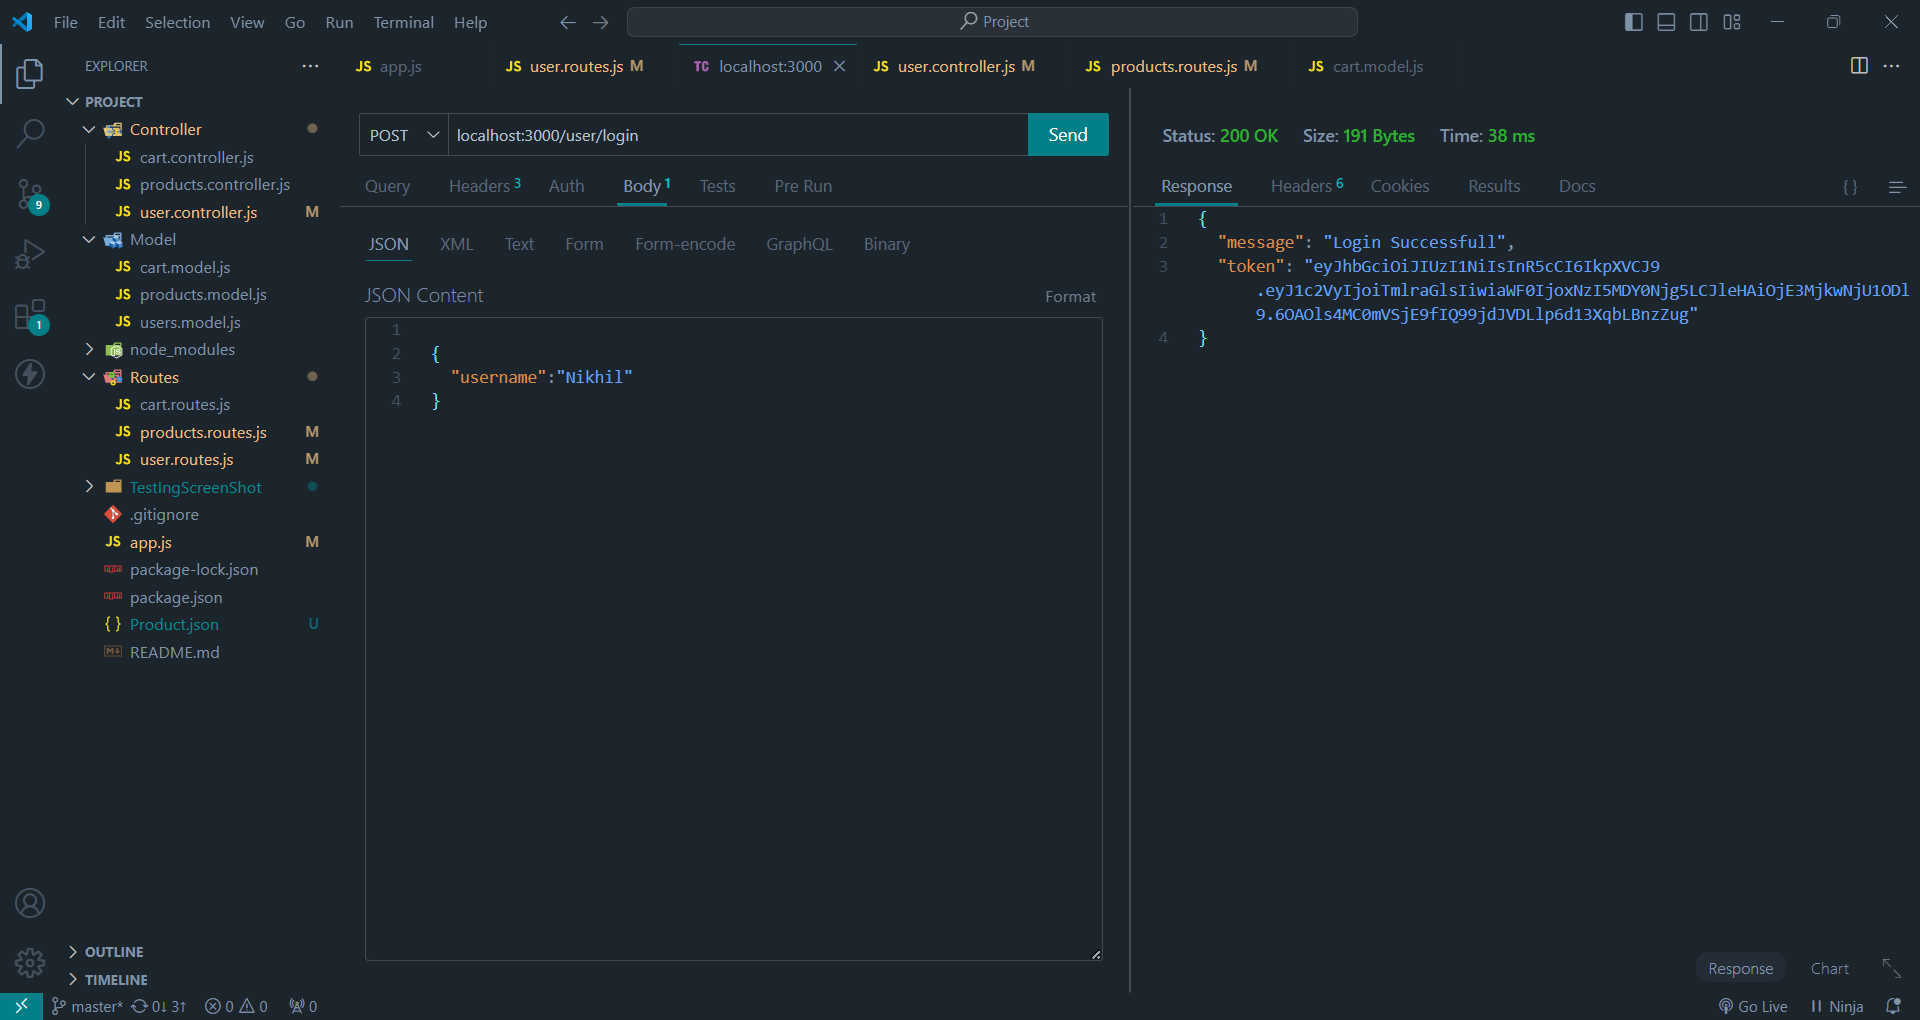 File Edit Selection View Go Run Terminal Help
Project
EXPLORER
PROJECT
Controller
JS cart.controller.js
JS products.controller.js
JS user.controller.js M
Model
JS cart.model.js
JS products.model.js
JS users.model.js
node_modules
Routes
JS cart.routes.js
JS products.routes.js M
JS user.routes.js M
TestIngScreenShot
.gitignore
JS app.js M
package-lock.json
package.json
{ } Product.json U
README.md
OUTLINE
TIMELINE
9
1
JS app.js
JS user.routes.js M
TC localhost:3000
JS user.controller.js M
JS products.routes.js M
JS cart.model.js
POST localhost:3000/user/login Send
Query Headers 3 Auth Body 1 Tests Pre Run
JSON XML Text Form Form-encode GraphQL Binary
JSON Content Format
1
2 {
3 "username":"Nikhil"
4 }
Status: 200 OK Size: 191 Bytes Time: 38 ms
Response Headers 6 Cookies Results Docs { }
1 {
2 "message": "Login Successfull",
3 "token": "eyJhbGciOiJIUzI1NiIsInR5cCI6IkpXVCJ9
.eyJ1c2VyIjoiTmlraGlsIiwiaWF0IjoxNzI5MDY0Njg5LCJleHAiOjE3MjkwNjU1ODl
9.6OAOls4MC0mVSjE9fIQ99jdJVDLlp6d13XqbLBnzZug"
4 }
Response Chart
master* 0↓ 3↑ 0 0 0
Go Live Ninja